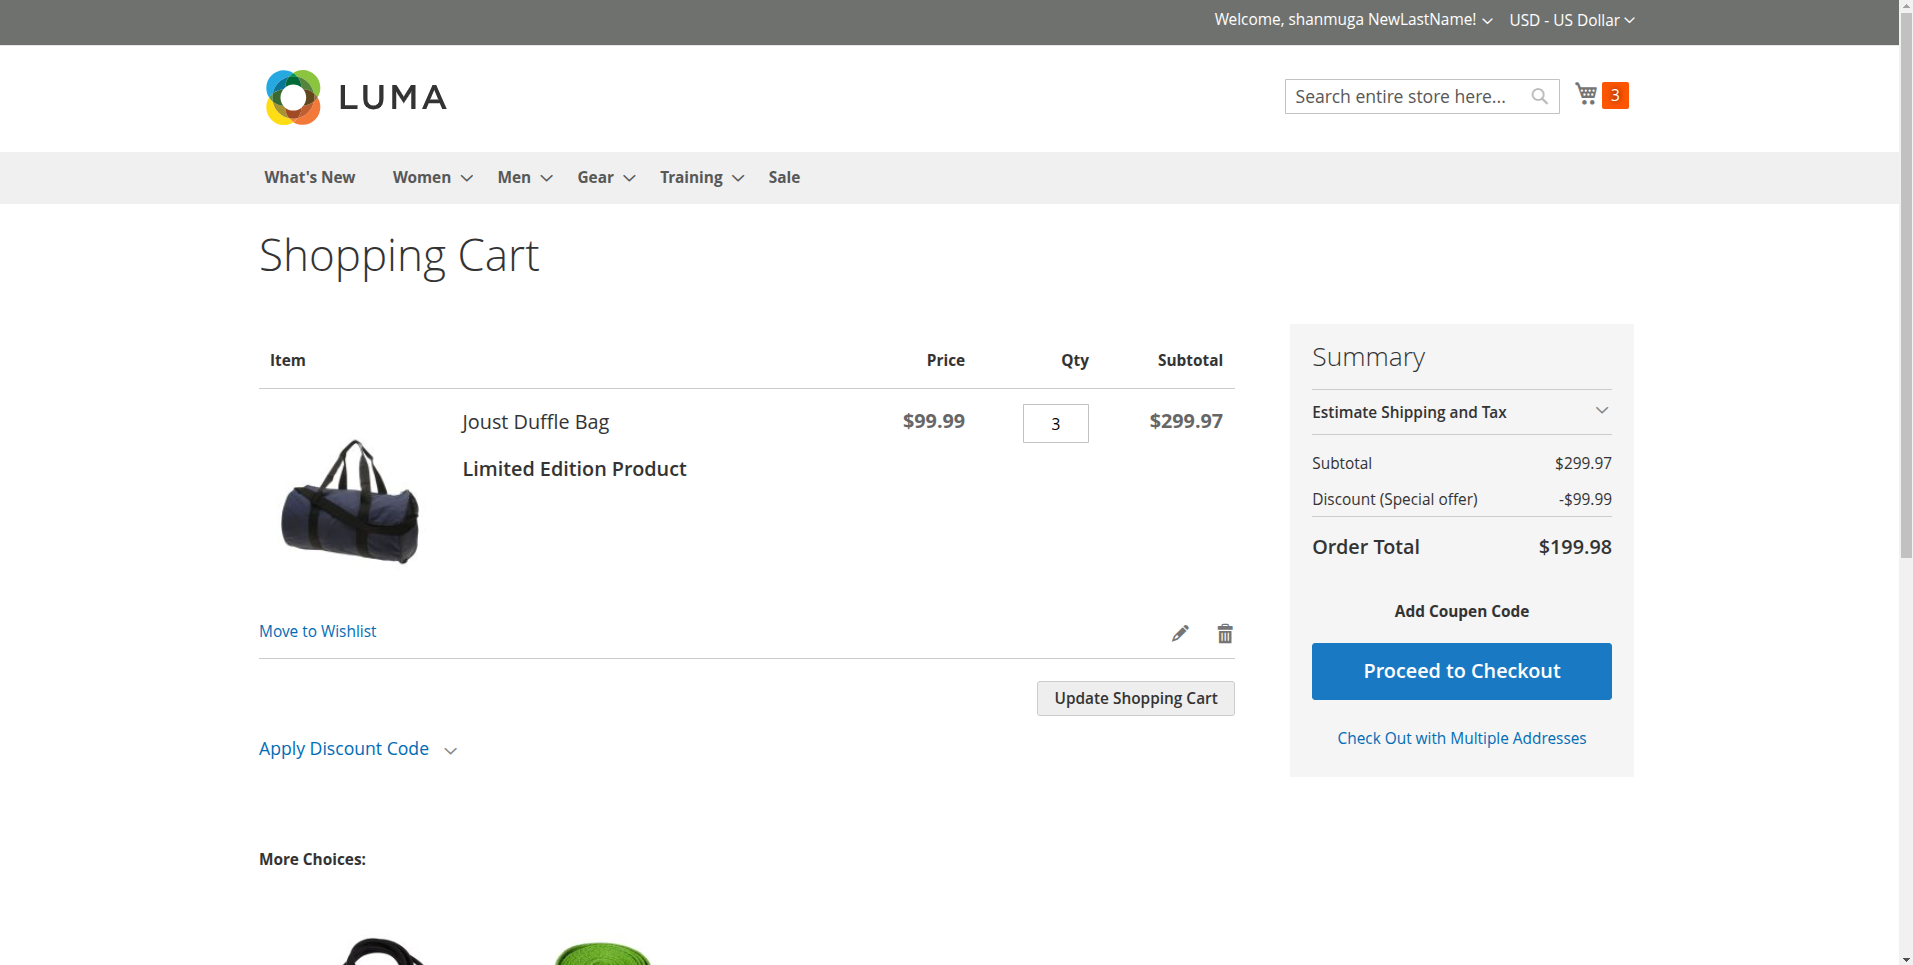 Welcome, shanmuga NewLastName! USD - US Dollar
LUMA
Search entire store here...
3
What's New Women Men Gear Training Sale
Shopping Cart
Item Price Qty Subtotal
Joust Duffle Bag $99.99 3 $299.97
Limited Edition Product
Move to Wishlist
Update Shopping Cart
Apply Discount Code
Summary
Estimate Shipping and Tax
Subtotal $299.97
Discount (Special offer) -$99.99
Order Total $199.98
Add Coupen Code
Proceed to Checkout
Check Out with Multiple Addresses
More Choices: